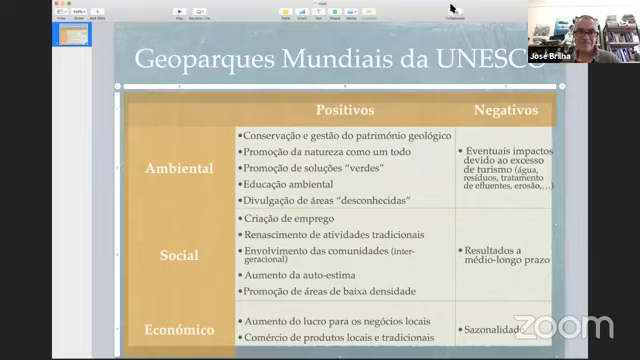 José Brilha
Geoparques Mundiais da UNESCO
Positivos
Negativos
Ambiental
• Conservação e gestão do património geológico
• Promoção da natureza como um todo
• Promoção de soluções “verdes”
• Educação ambiental
• Divulgação de áreas “desconhecidas”
• Eventuais impactos
devido ao excesso
de turismo (água,
resíduos, tratamento
de efluentes, erosão,…)
Social
• Criação de emprego
• Renascimento de atividades tradicionais
• Envolvimento das comunidades (inter-
geracional)
• Aumento da auto-estima
• Promoção de áreas de baixa densidade
• Resultados a
médio-longo prazo
Económico
• Aumento do lucro para os negócios locais
• Comércio de produtos locais e tradicionais
• Sazonalidade
zoom